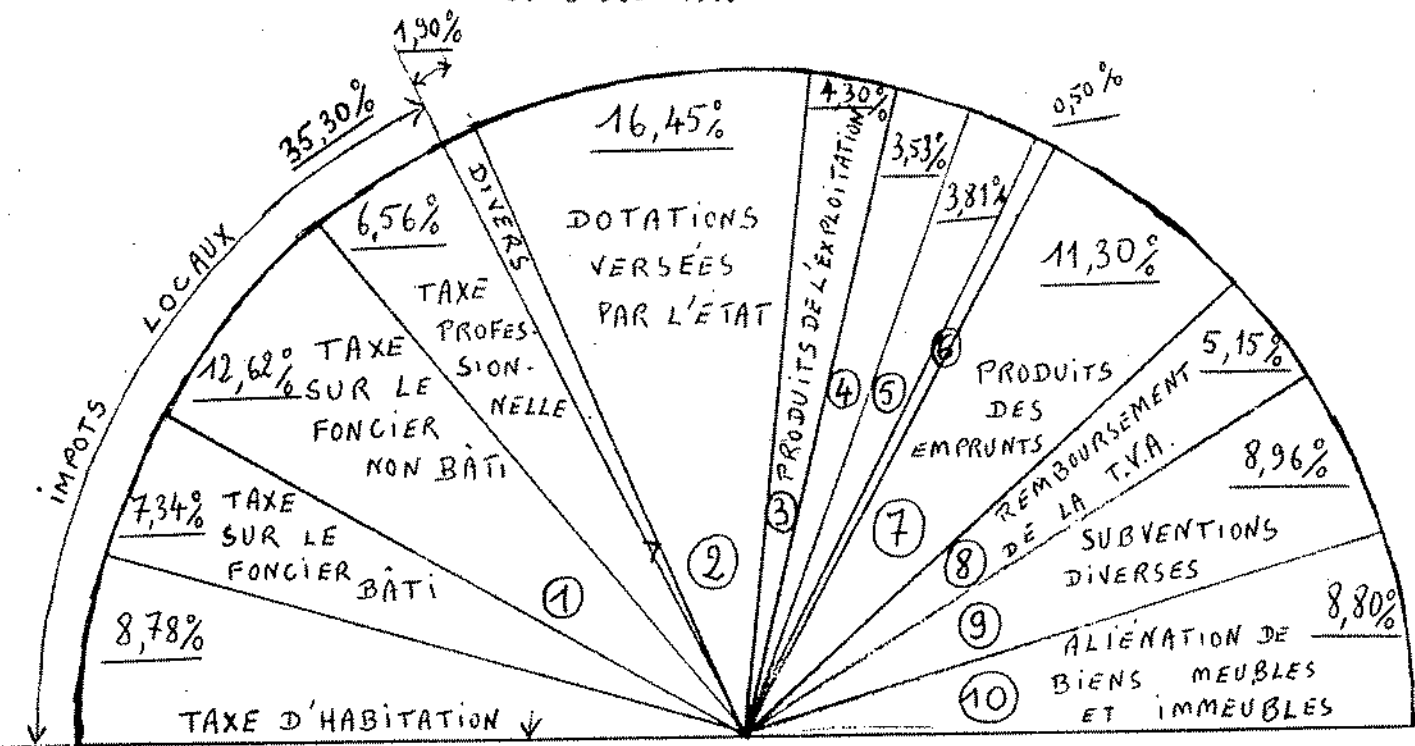 1,90%
35,30%
IMPOTS LOCAUX
8,78%
TAXE D'HABITATION
7,34% TAXE
SUR LE
FONCIER
BÂTI
1
12,62% TAXE
SUR LE
FONCIER
NON BÂTI
6,56%
TAXE
PROFES-
SION-
NELLE
DIVERS
16,45%
DOTATIONS
VERSÉES
PAR L'ÉTAT
2
4,30%
PRODUITS DE L'EXPLOITATION
3
3,53%
4
3,81%
5
0,50%
6
11,30%
PRODUITS
DES
EMPRUNTS
7
5,15%
REMBOURSEMENT
DE LA T.V.A.
8
8,96%
SUBVENTIONS
DIVERSES
9
8,80%
ALIÉNATION DE
BIENS MEUBLES
ET IMMEUBLES
10